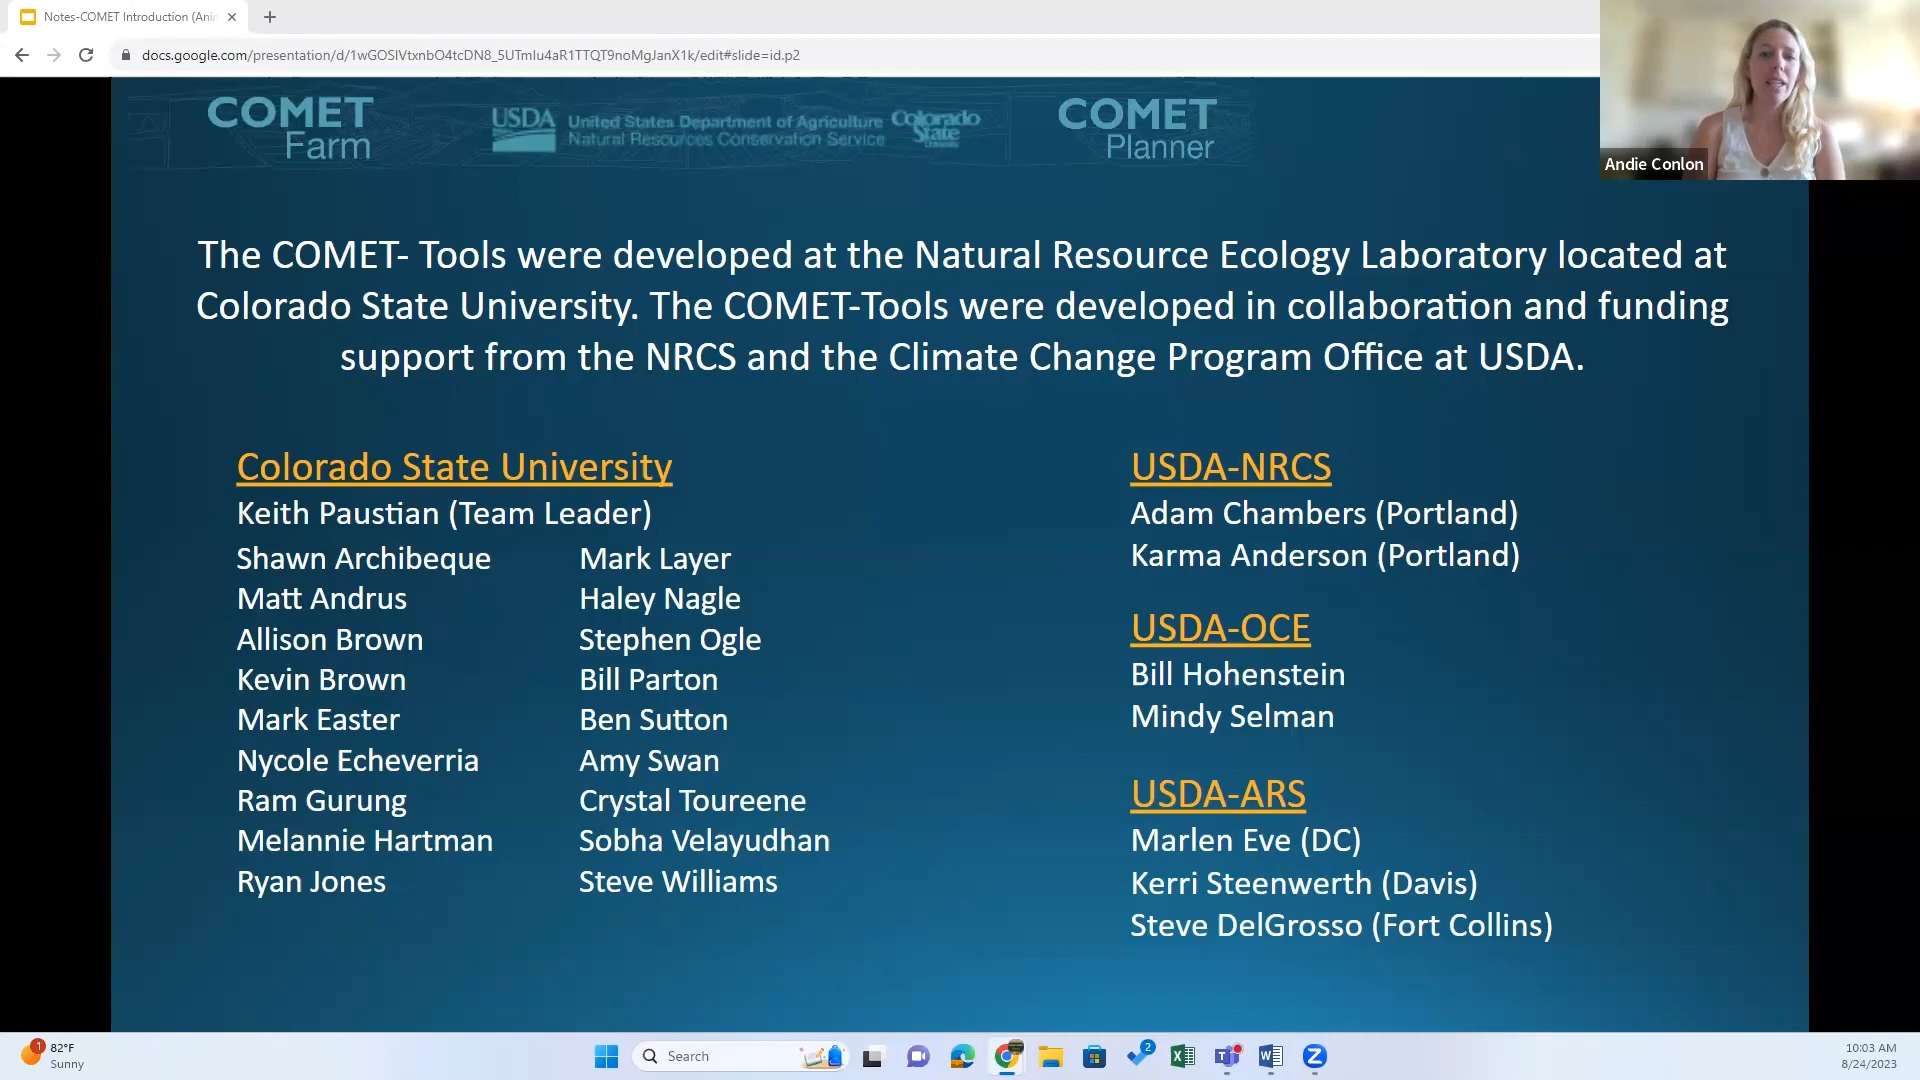 Notes-COMET Introduction (Anir
docs.google.com/presentation/d/1wGOSlVtxnbO4tcDN8_5UTmlu4aR1TTQT9noMgJanX1k/edit#slide=id.p2
COMET
Farm
USDA
United States Department of Agriculture
Natural Resources Conservation Service
Colorado
State
University
COMET
Planner
Andie Conlon
The COMET- Tools were developed at the Natural Resource Ecology Laboratory located at
Colorado State University. The COMET-Tools were developed in collaboration and funding
support from the NRCS and the Climate Change Program Office at USDA.
Colorado State University
Keith Paustian (Team Leader)
Shawn Archibeque
Matt Andrus
Allison Brown
Kevin Brown
Mark Easter
Nycole Echeverria
Ram Gurung
Melannie Hartman
Ryan Jones
Mark Layer
Haley Nagle
Stephen Ogle
Bill Parton
Ben Sutton
Amy Swan
Crystal Toureene
Sobha Velayudhan
Steve Williams
USDA-NRCS
Adam Chambers (Portland)
Karma Anderson (Portland)
USDA-OCE
Bill Hohenstein
Mindy Selman
USDA-ARS
Marlen Eve (DC)
Kerri Steenwerth (Davis)
Steve DelGrosso (Fort Collins)
1
82°F
Sunny
Search
2
10:03 AM
8/24/2023